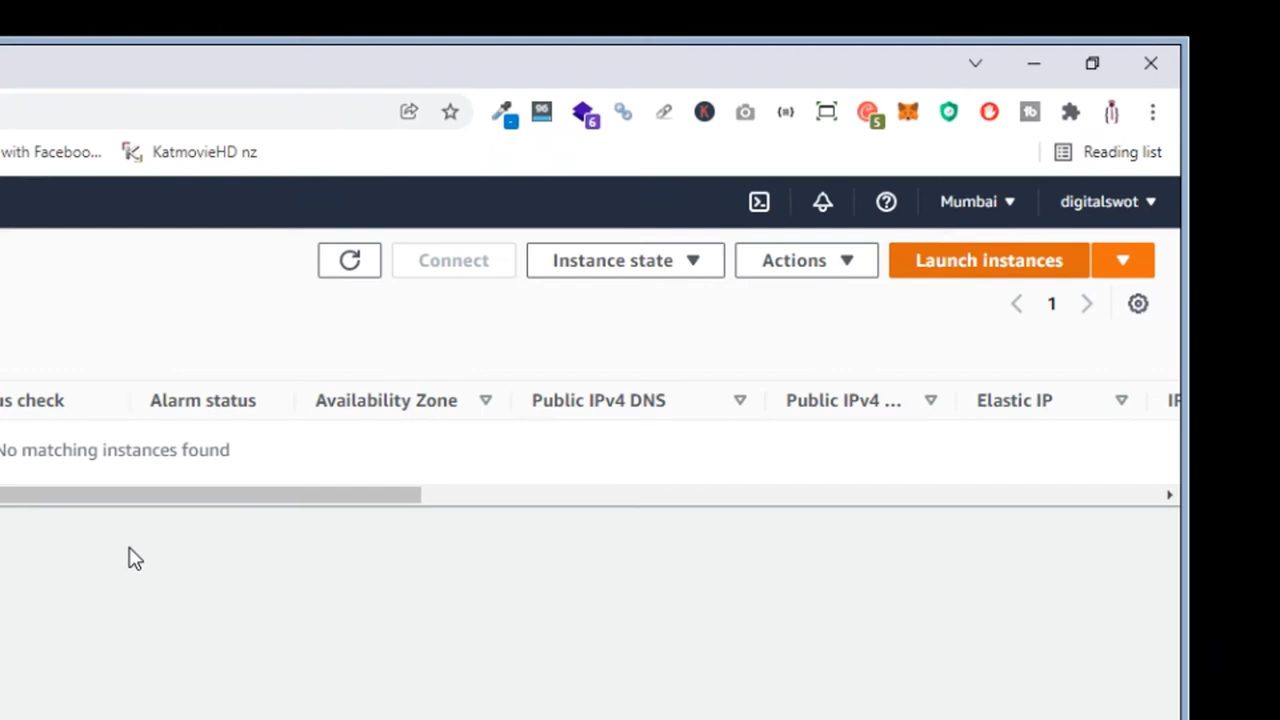 with Faceboo... KatmovieHD nz Reading list
Mumbai digitalswot
Connect Instance state Actions Launch instances
1
us check Alarm status Availability Zone Public IPv4 DNS Public IPv4 ... Elastic IP
No matching instances found